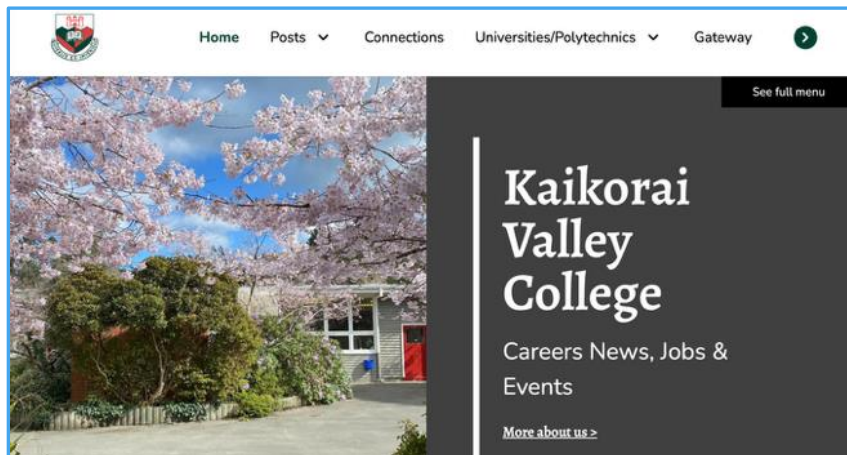 Home Posts Connections Universities/Polytechnics Gateway
See full menu
Kaikorai
Valley
College
Careers News, Jobs &
Events
More about us >